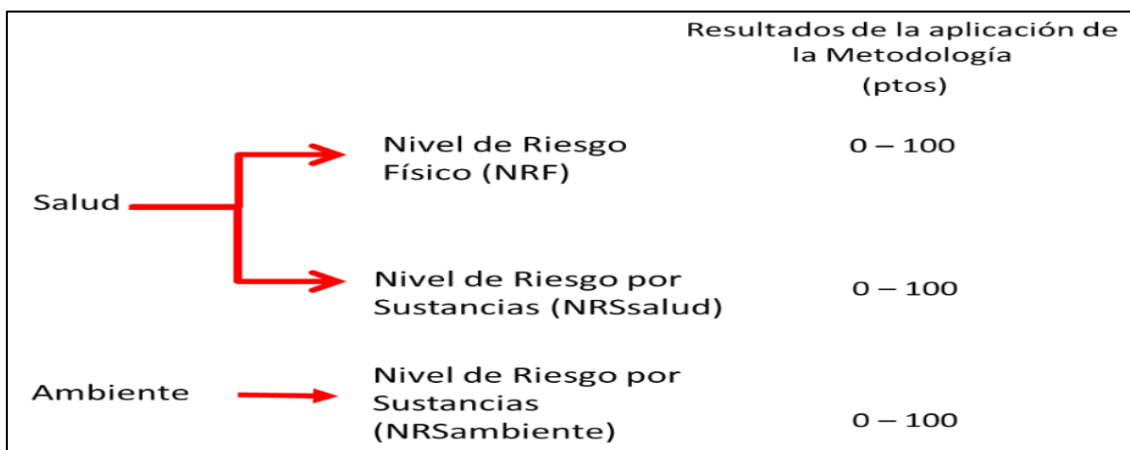 Resultados de la aplicación de
la Metodología
(ptos)
Salud
Nivel de Riesgo
Físico (NRF)
0 – 100
Nivel de Riesgo por
Sustancias (NRSsalud)
0 – 100
Ambiente
Nivel de Riesgo por
Sustancias
(NRSambiente)
0 – 100